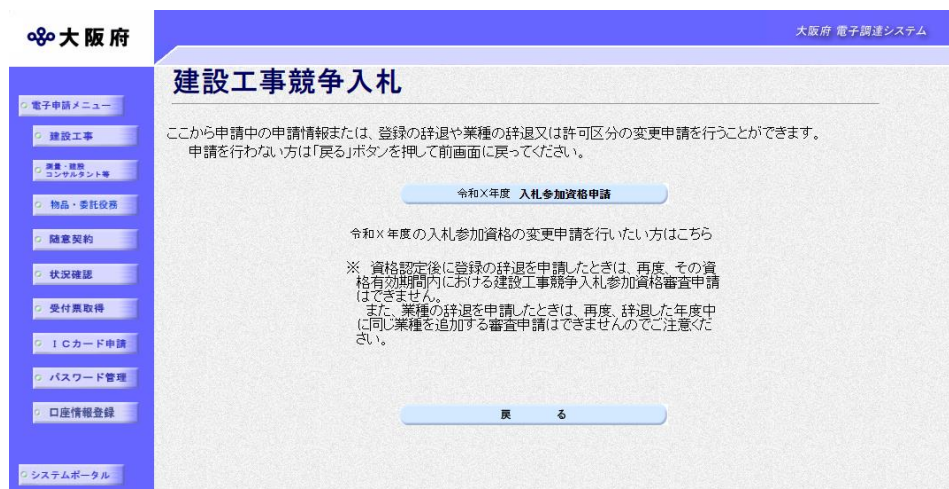 大阪府
大阪府 電子調達システム
建設工事競争入札
電子申請メニュー
建設工事
測量・建設
コンサルタント等
物品・委託役務
随意契約
状況確認
受付票取得
ICカード申請
パスワード管理
口座情報登録
システムポータル
ここから申請中の申請情報または、登録の辞退や業種の辞退又は許可区分の変更申請を行うことができます。
申請を行わない方は「戻る」ボタンを押して前画面に戻ってください。
令和X年度 入札参加資格申請
令和X年度の入札参加資格の変更申請を行いたい方はこちら
※ 資格認定後に登録の辞退を申請したときは、再度、その資
格有効期間内における建設工事競争入札参加資格審査申請
はできません。
また、業種の辞退を申請したときは、再度、辞退した年度中
に同じ業種を追加する審査申請はできませんのでご注意くだ
さい。
戻 る